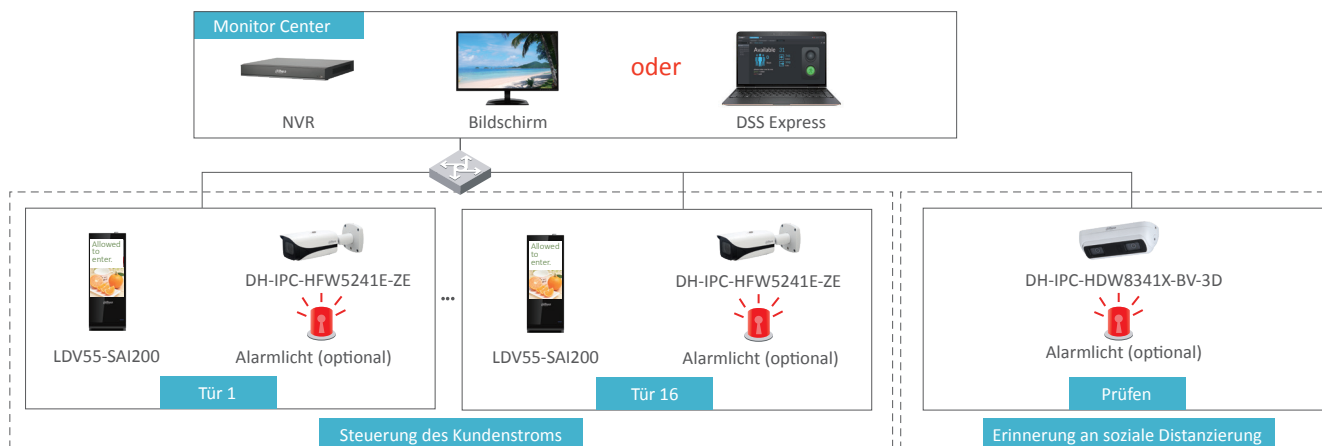 Monitor Center
oder
Available
NVR
Bildschirm
DSS Express
Allowed
to
enter.
DH-IPC-HFW5241E-ZE
LDV55-SAI200
Alarmlicht (optional)
Tür 1
...
Allowed
to
enter.
DH-IPC-HFW5241E-ZE
LDV55-SAI200
Alarmlicht (optional)
Tür 16
Steuerung des Kundenstroms
DH-IPC-HDW8341X-BV-3D
Alarmlicht (optional)
Prüfen
Erinnerung an soziale Distanzierung